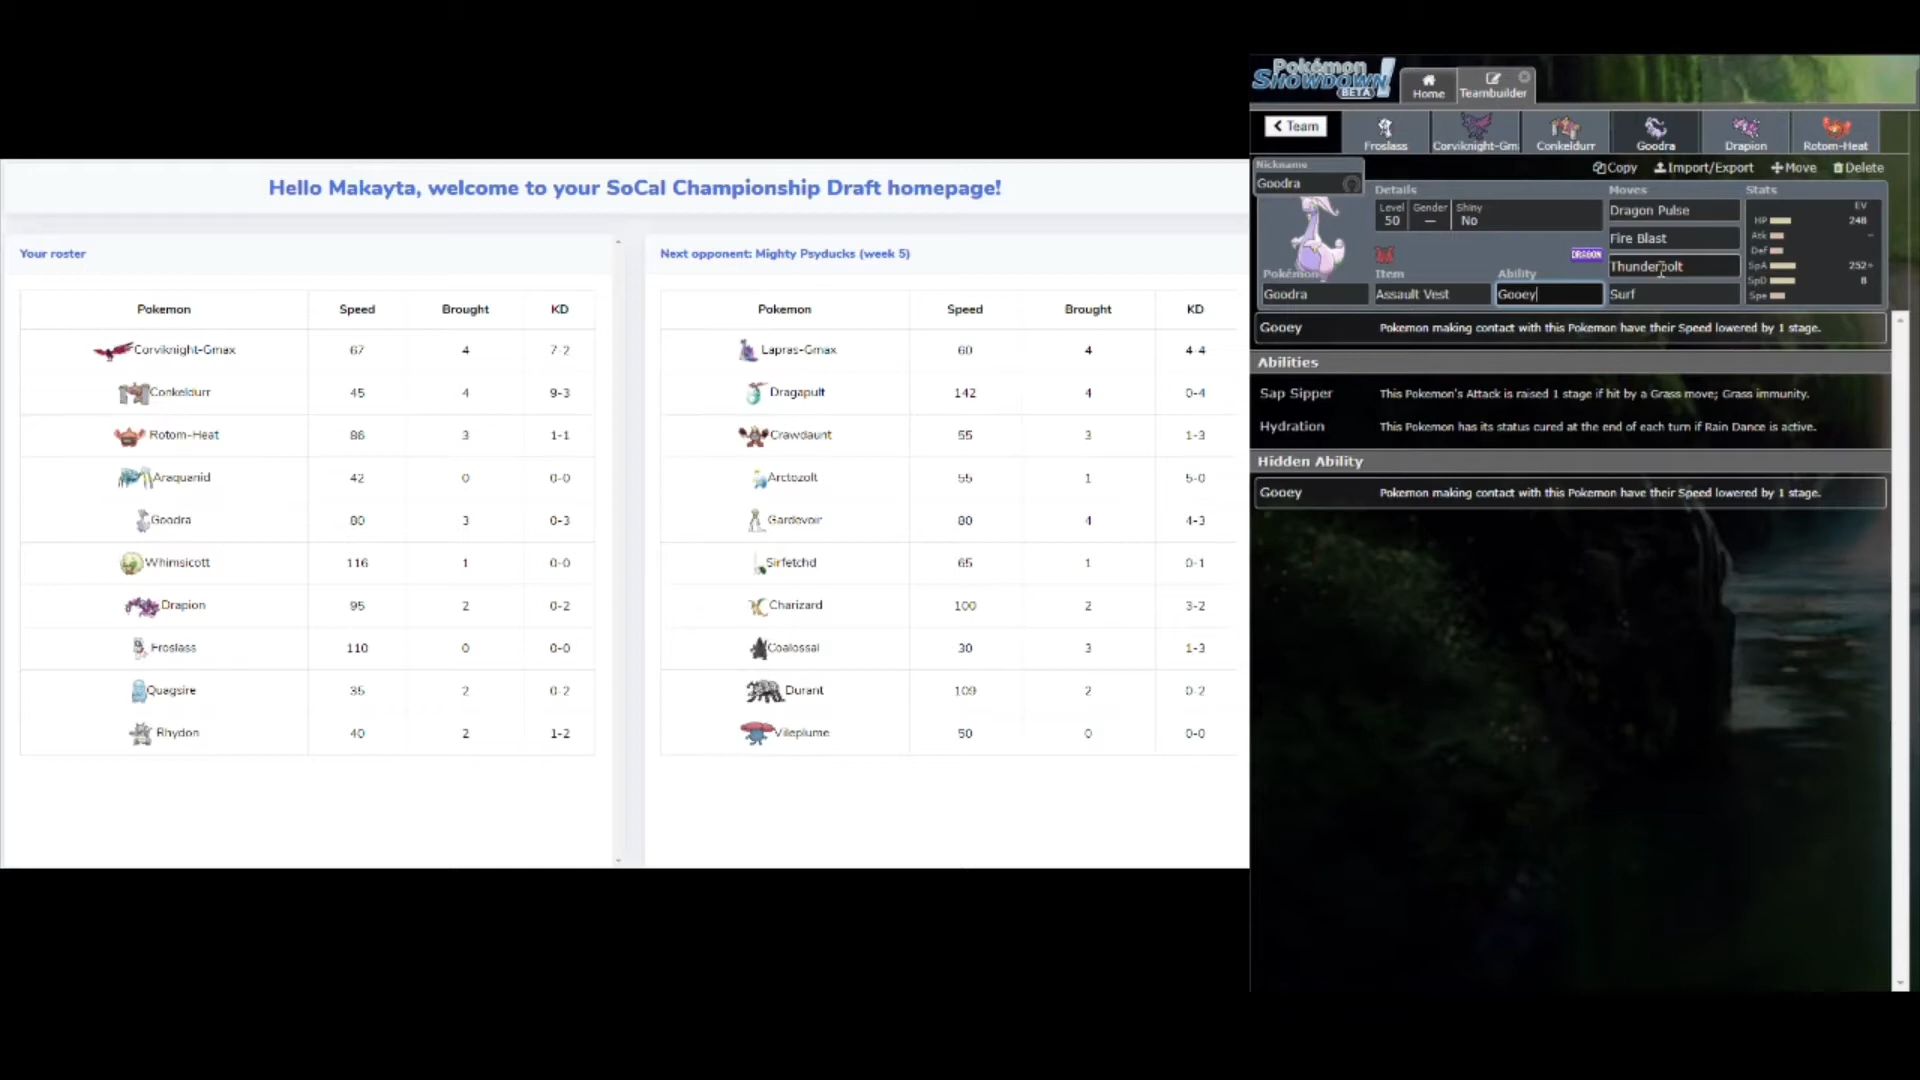 Hello Makayta, welcome to your SoCal Championship Draft homepage!
Your roster
Pokemon Speed Brought KD
Corviknight-Gmax 67 4 7-2
Conkeldurr 45 4 9-3
Rotom-Heat 86 3 1-1
Araquanid 42 0 0-0
Goodra 80 3 0-3
Whimsicott 116 1 0-0
Drapion 95 2 0-2
Froslass 110 0 0-0
Quagsire 35 2 0-2
Rhydon 40 2 1-2
Next opponent: Mighty Psyducks (week 5)
Pokemon Speed Brought KD
Lapras-Gmax 60 4 4-4
Dragapult 142 4 0-4
Crawdaunt 55 3 1-3
Arctozolt 55 1 5-0
Gardevoir 80 4 4-3
Sirfetchd 65 1 0-1
Charizard 100 2 3-2
Coalossal 30 3 1-3
Durant 109 2 0-2
Vileplume 50 0 0-0
Pokémon
SHOWDOWN!
BETA
Home
Teambuilder
Team
Froslass Corviknight-Gm Conkeldurr Goodra Drapion Rotom-Heat
Copy Import/Export Move Delete
Nickname
Goodra
Details
Level Gender Shiny
50 — No
DRAGON
Pokémon Item Ability
Goodra Assault Vest Gooey
Moves
Dragon Pulse
Fire Blast
Thunderbolt
Surf
Stats
EV
HP 248
Atk
Def
SpA 252+
SpD 8
Spe
Gooey Pokemon making contact with this Pokemon have their Speed lowered by 1 stage.
Abilities
Sap Sipper This Pokemon's Attack is raised 1 stage if hit by a Grass move; Grass immunity.
Hydration This Pokemon has its status cured at the end of each turn if Rain Dance is active.
Hidden Ability
Gooey Pokemon making contact with this Pokemon have their Speed lowered by 1 stage.